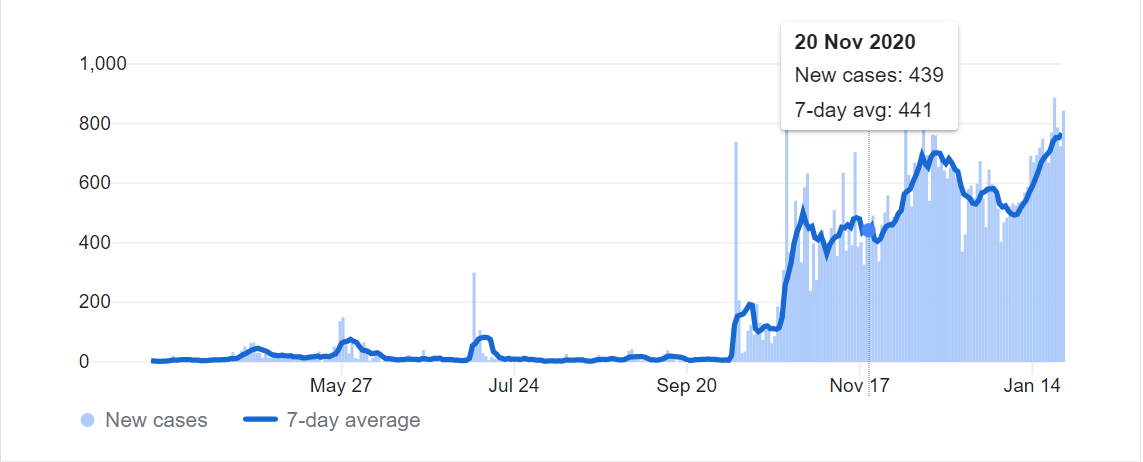 20 Nov 2020
New cases: 439
7-day avg: 441
1,000
800
600
400
200
0
May 27
Jul 24
Sep 20
Nov 17
Jan 14
New cases
7-day average